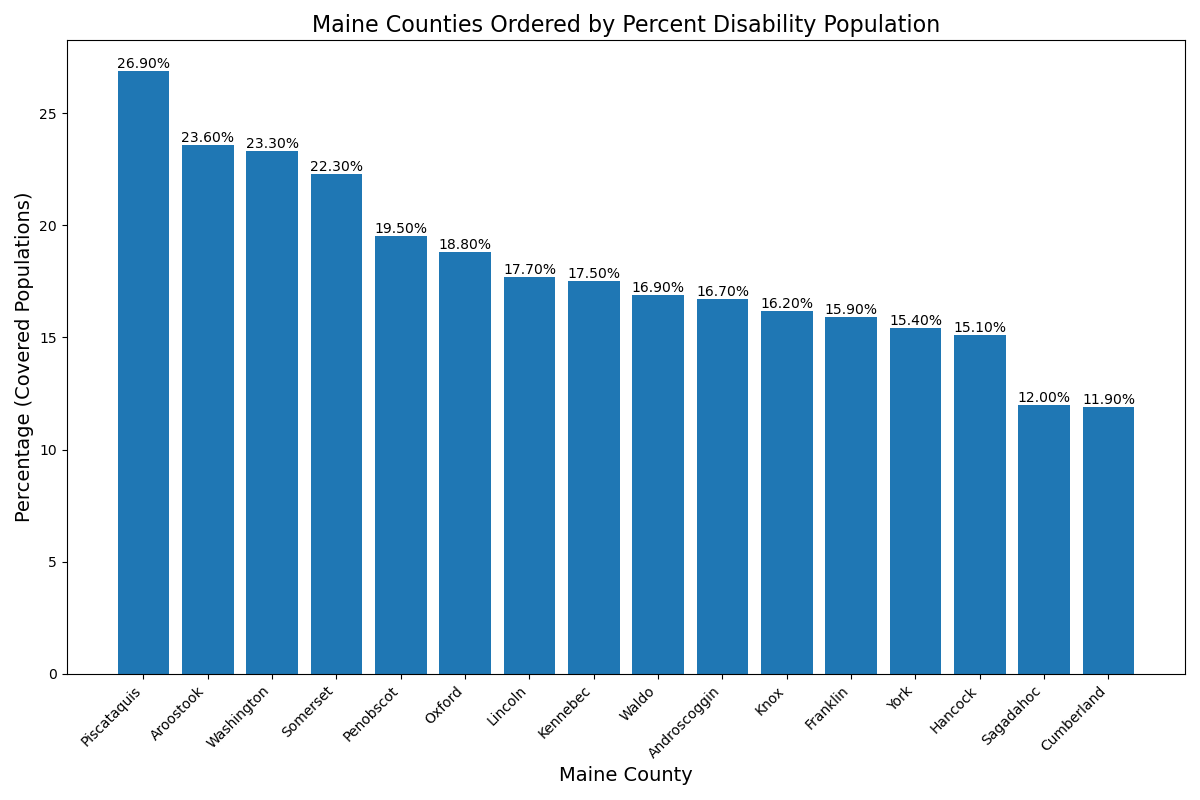 Maine Counties Ordered by Percent Disability Population
Percentage (Covered Populations)
25
20
15
10
5
0
26.90%
23.60%
23.30%
22.30%
19.50%
18.80%
17.70%
17.50%
16.90%
16.70%
16.20%
15.90%
15.40%
15.10%
12.00%
11.90%
Piscataquis
Aroostook
Washington
Somerset
Penobscot
Oxford
Lincoln
Kennebec
Waldo
Androscoggin
Knox
Franklin
York
Hancock
Sagadahoc
Cumberland
Maine County